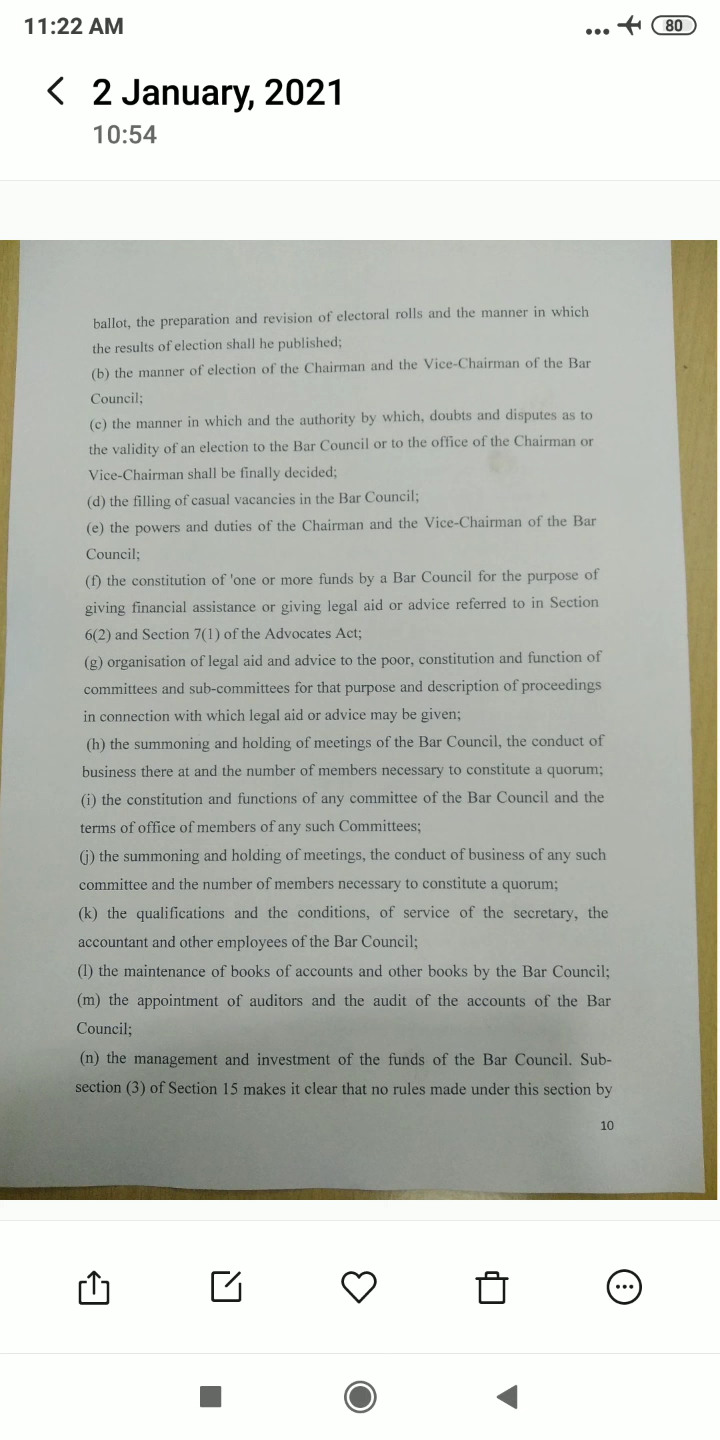 11:22 AM
80
2 January, 2021
10:54
ballot, the preparation and revision of electoral rolls and the manner in which
the results of election shall he published;
(b) the manner of election of the Chairman and the Vice-Chairman of the Bar
Council;
(c) the manner in which and the authority by which, doubts and disputes as to
the validity of an election to the Bar Council or to the office of the Chairman or
Vice-Chairman shall be finally decided;
(d) the filling of casual vacancies in the Bar Council;
(e) the powers and duties of the Chairman and the Vice-Chairman of the Bar
Council;
(f) the constitution of 'one or more funds by a Bar Council for the purpose of
giving financial assistance or giving legal aid or advice referred to in Section
6(2) and Section 7(1) of the Advocates Act;
(g) organisation of legal aid and advice to the poor, constitution and function of
committees and sub-committees for that purpose and description of proceedings
in connection with which legal aid or advice may be given;
(h) the summoning and holding of meetings of the Bar Council, the conduct of
business there at and the number of members necessary to constitute a quorum;
(i) the constitution and functions of any committee of the Bar Council and the
terms of office of members of any such Committees;
(j) the summoning and holding of meetings, the conduct of business of any such
committee and the number of members necessary to constitute a quorum;
(k) the qualifications and the conditions, of service of the secretary, the
accountant and other employees of the Bar Council;
(l) the maintenance of books of accounts and other books by the Bar Council;
(m) the appointment of auditors and the audit of the accounts of the Bar
Council;
(n) the management and investment of the funds of the Bar Council. Sub-
section (3) of Section 15 makes it clear that no rules made under this section by
10